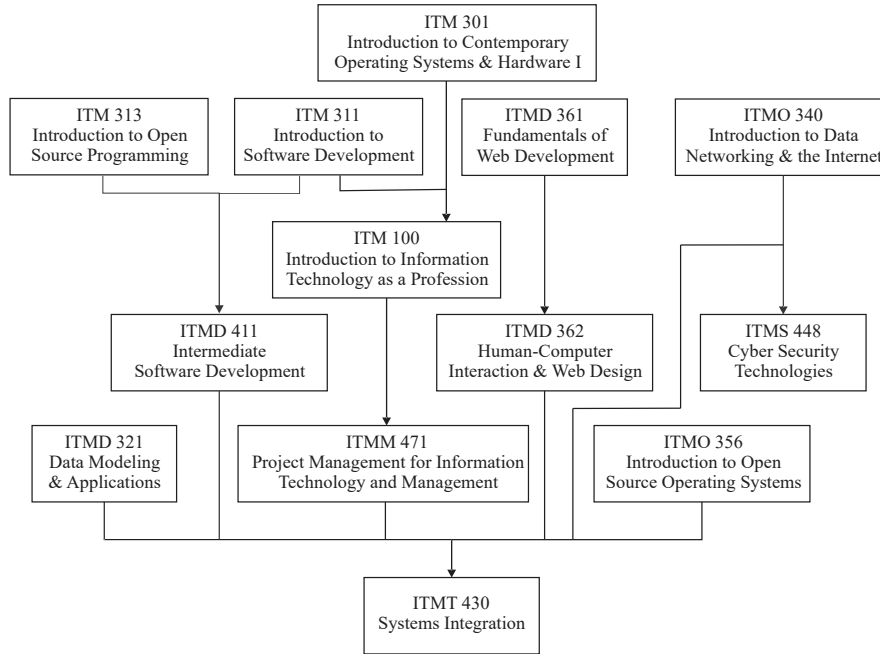 ITM 301
Introduction to Contemporary
Operating Systems & Hardware I
ITM 313
Introduction to Open
Source Programming
ITM 311
Introduction to
Software Development
ITMD 361
Fundamentals of
Web Development
ITMO 340
Introduction to Data
Networking & the Internet
ITM 100
Introduction to Information
Technology as a Profession
ITMD 411
Intermediate
Software Development
ITMD 362
Human-Computer
Interaction & Web Design
ITMS 448
Cyber Security
Technologies
ITMD 321
Data Modeling
& Applications
ITMM 471
Project Management for Information
Technology and Management
ITMO 356
Introduction to Open
Source Operating Systems
ITMT 430
Systems Integration